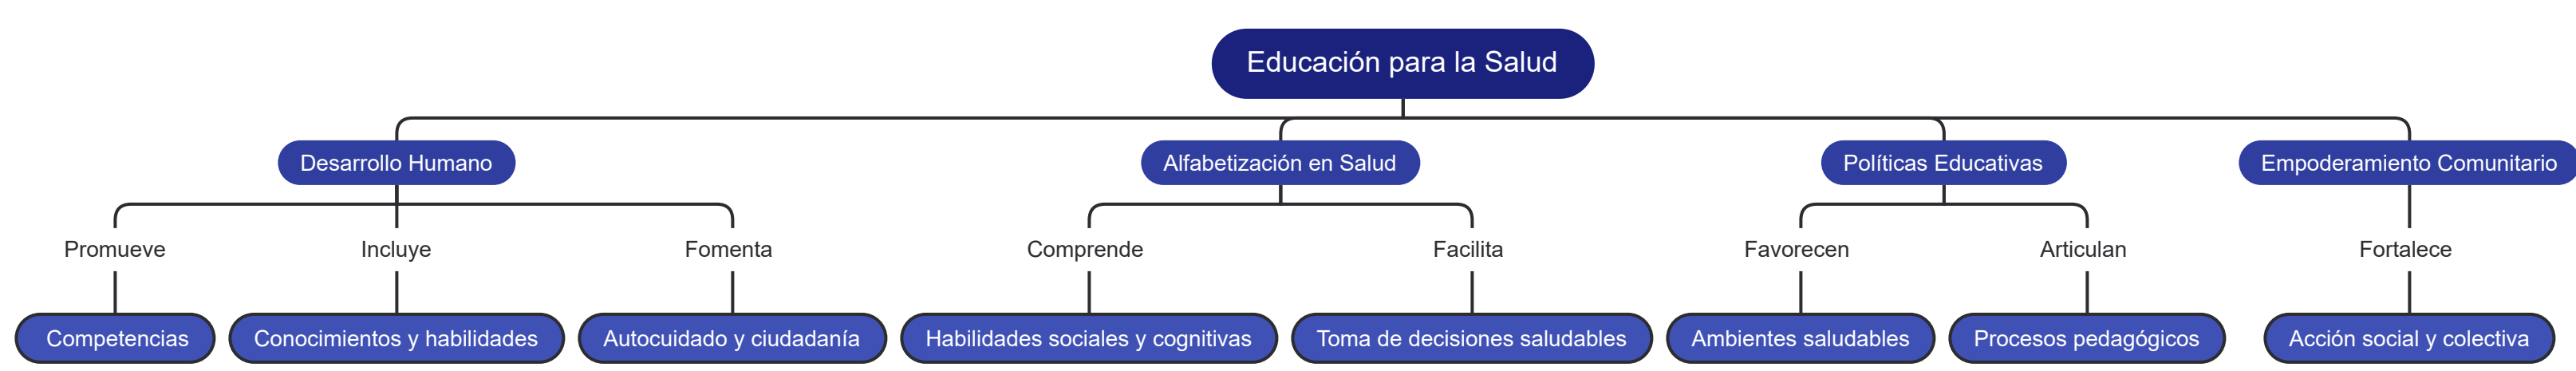 Educación para la Salud
Desarrollo Humano
Alfabetización en Salud
Políticas Educativas
Empoderamiento Comunitario
Promueve
Incluye
Fomenta
Comprende
Facilita
Favorecen
Articulan
Fortalece
Competencias
Conocimientos y habilidades
Autocuidado y ciudadanía
Habilidades sociales y cognitivas
Toma de decisiones saludables
Ambientes saludables
Procesos pedagógicos
Acción social y colectiva